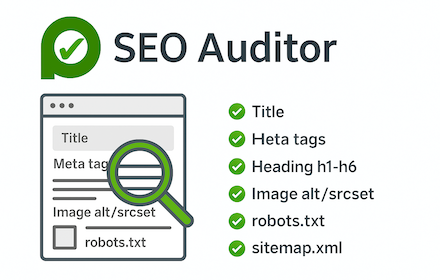 SEO Auditor
Title
Meta tag
Image alt/srcset
robots.txt
Title
Heta tags
Heading h1-h6
Image alt/srcset
robots.txt
sitemap.xml